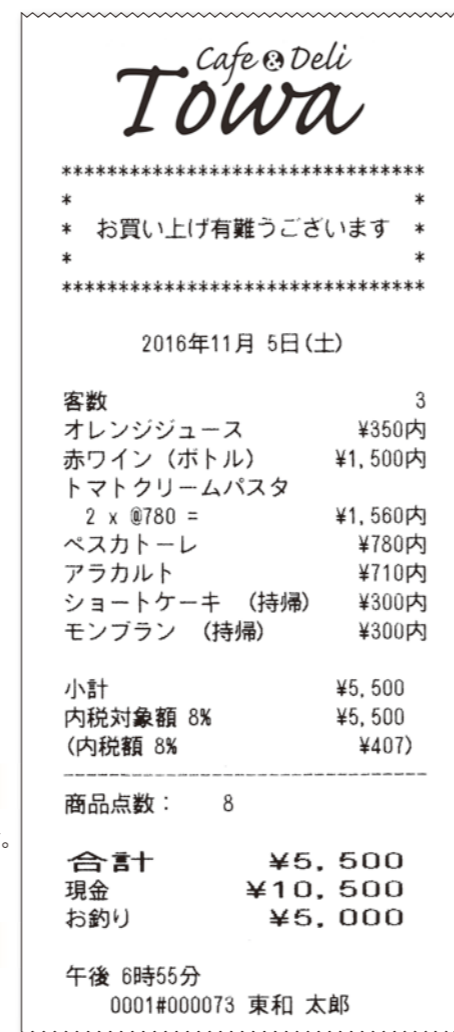 Cafe & Deli
Towa
********************************
* *
* お買い上げ有難うございます *
* *
********************************
2016年11月 5日(土)
客数 3
オレンジジュース ¥350内
赤ワイン (ボトル) ¥1,500内
トマトクリームパスタ
2 x @780 = ¥1,560内
ペスカトーレ ¥780内
アラカルト ¥710内
ショートケーキ (持帰) ¥300内
モンブラン (持帰) ¥300内
小計 ¥5,500
内税対象額 8% ¥5,500
(内税額 8% ¥407)
--------------------------------
商品点数: 8
。
合計 ¥5,500
現金 ¥10,500
お釣り ¥5,000
午後 6時55分
0001#000073 東和 太郎